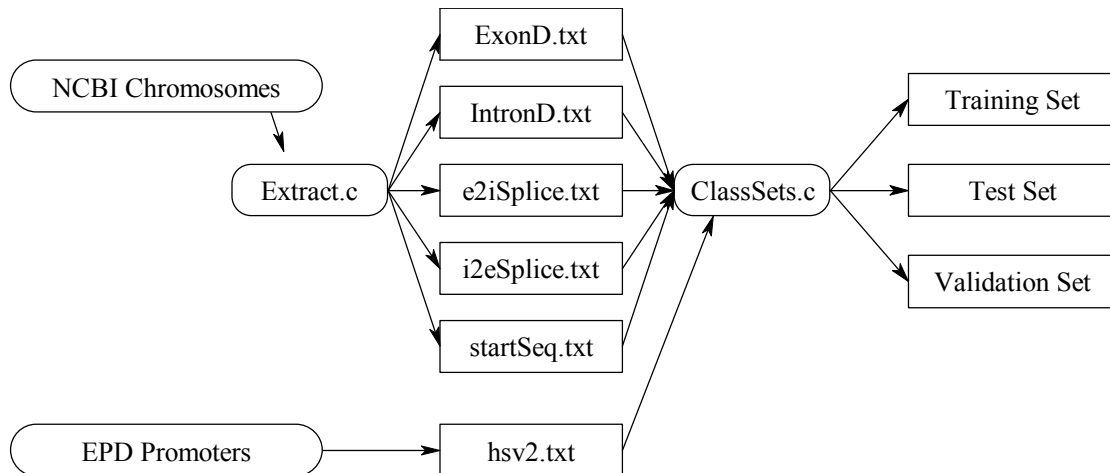 ExonD.txt
NCBI Chromosomes
IntronD.txt
Training Set
Extract.c
e2iSplice.txt
ClassSets.c
Test Set
i2eSplice.txt
Validation Set
startSeq.txt
EPD Promoters
hsv2.txt